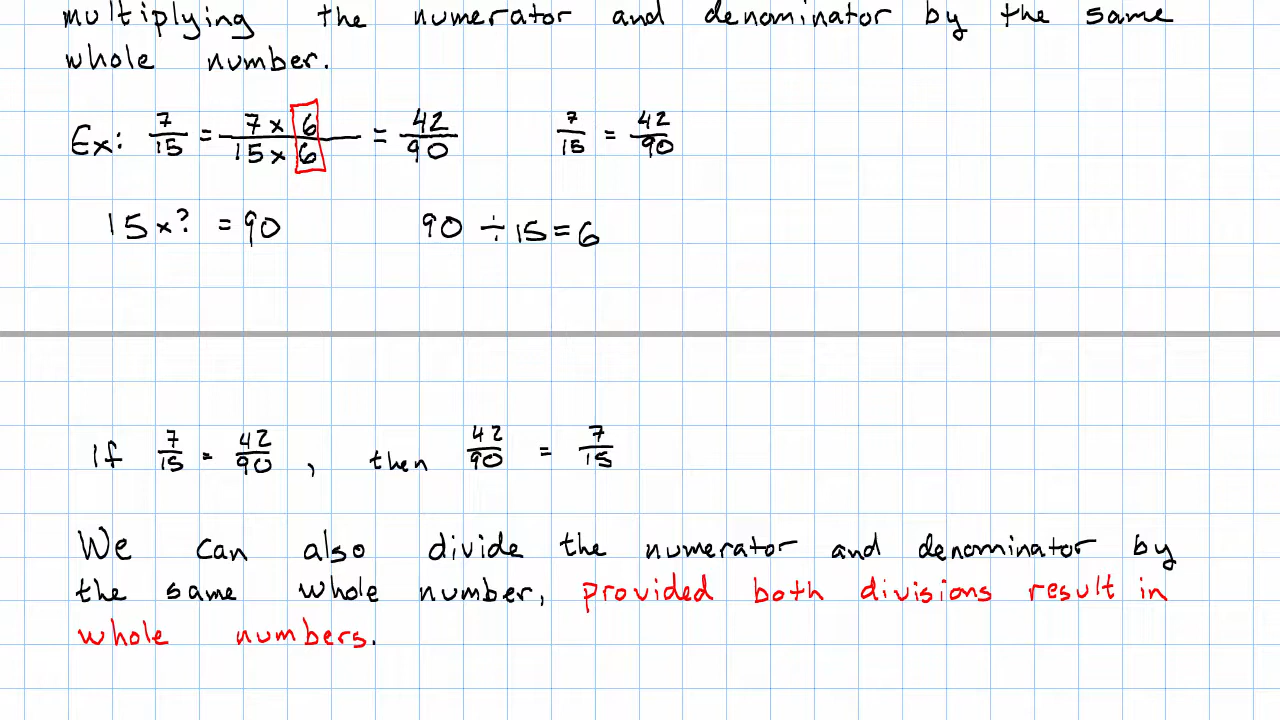 multiplying the numerator and denominator by the same
whole number.
Ex: 7/15 = 7 x 6/15 x 6 = 42/90 7/15 = 42/90
15 x ? = 90 90 ÷ 15 = 6
If 7/15 = 42/90 , then 42/90 = 7/15
We can also divide the numerator and denominator by
the same whole number, provided both divisions result in
whole numbers.